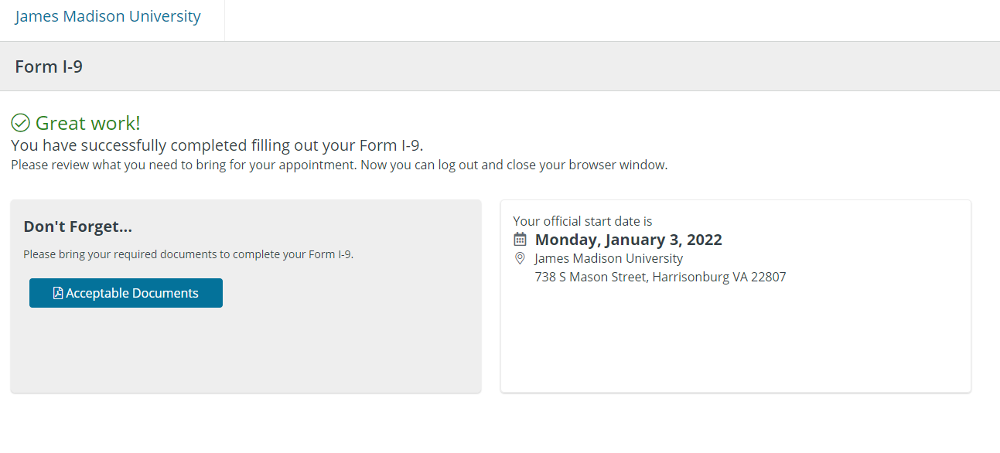 James Madison University
Form I-9
Great work!
You have successfully completed filling out your Form I-9.
Please review what you need to bring for your appointment. Now you can log out and close your browser window.
Don't Forget...
Please bring your required documents to complete your Form I-9.
Acceptable Documents
Your official start date is
Monday, January 3, 2022
James Madison University
738 S Mason Street, Harrisonburg VA 22807